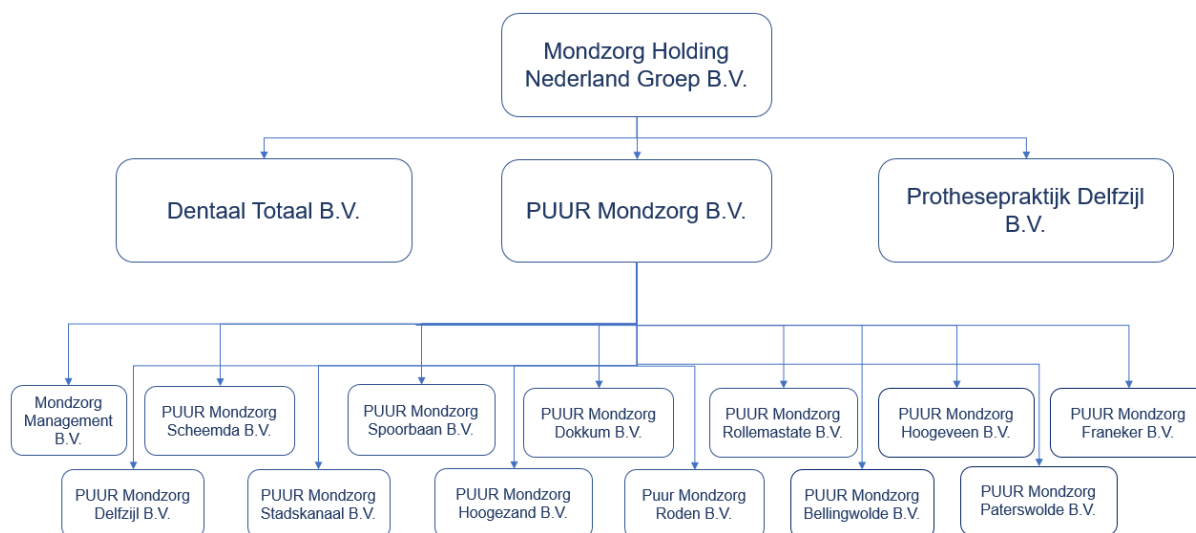 Mondzorg Holding
Nederland Groep B.V.
Dentaal Totaal B.V.
PUUR Mondzorg B.V.
Prothesepraktijk Delfzijl
B.V.
Mondzorg
Management
B.V.
PUUR Mondzorg
Scheemda B.V.
PUUR Mondzorg
Spoorbaan B.V.
PUUR Mondzorg
Dokkum B.V.
PUUR Mondzorg
Rollemastate B.V.
PUUR Mondzorg
Hoogeveen B.V.
PUUR Mondzorg
Franeker B.V.
PUUR Mondzorg
Delfzijl B.V.
PUUR Mondzorg
Stadskanaal B.V.
PUUR Mondzorg
Hoogezand B.V.
Puur Mondzorg
Roden B.V.
PUUR Mondzorg
Bellingwolde B.V.
PUUR Mondzorg
Paterswolde B.V.